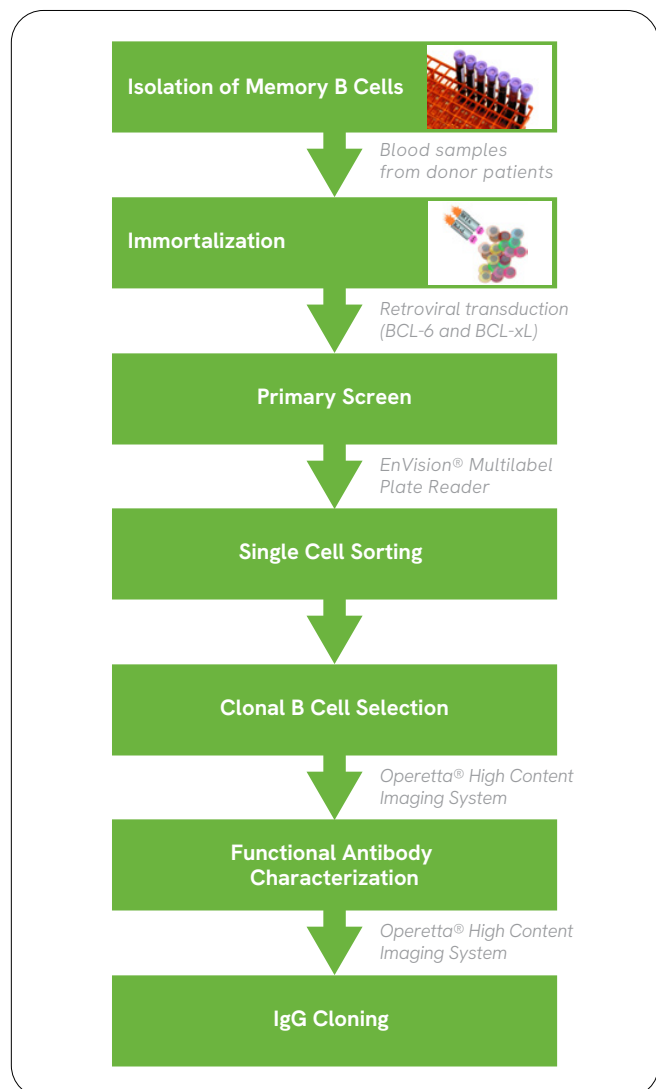 Isolation of Memory B Cells
Blood samples
from donor patients
Immortalization
Retroviral transduction
(BCL-6 and BCL-xL)
Primary Screen
EnVision® Multilabel
Plate Reader
Single Cell Sorting
Clonal B Cell Selection
Operetta® High Content
Imaging System
Functional Antibody
Characterization
Operetta® High Content
Imaging System
IgG Cloning